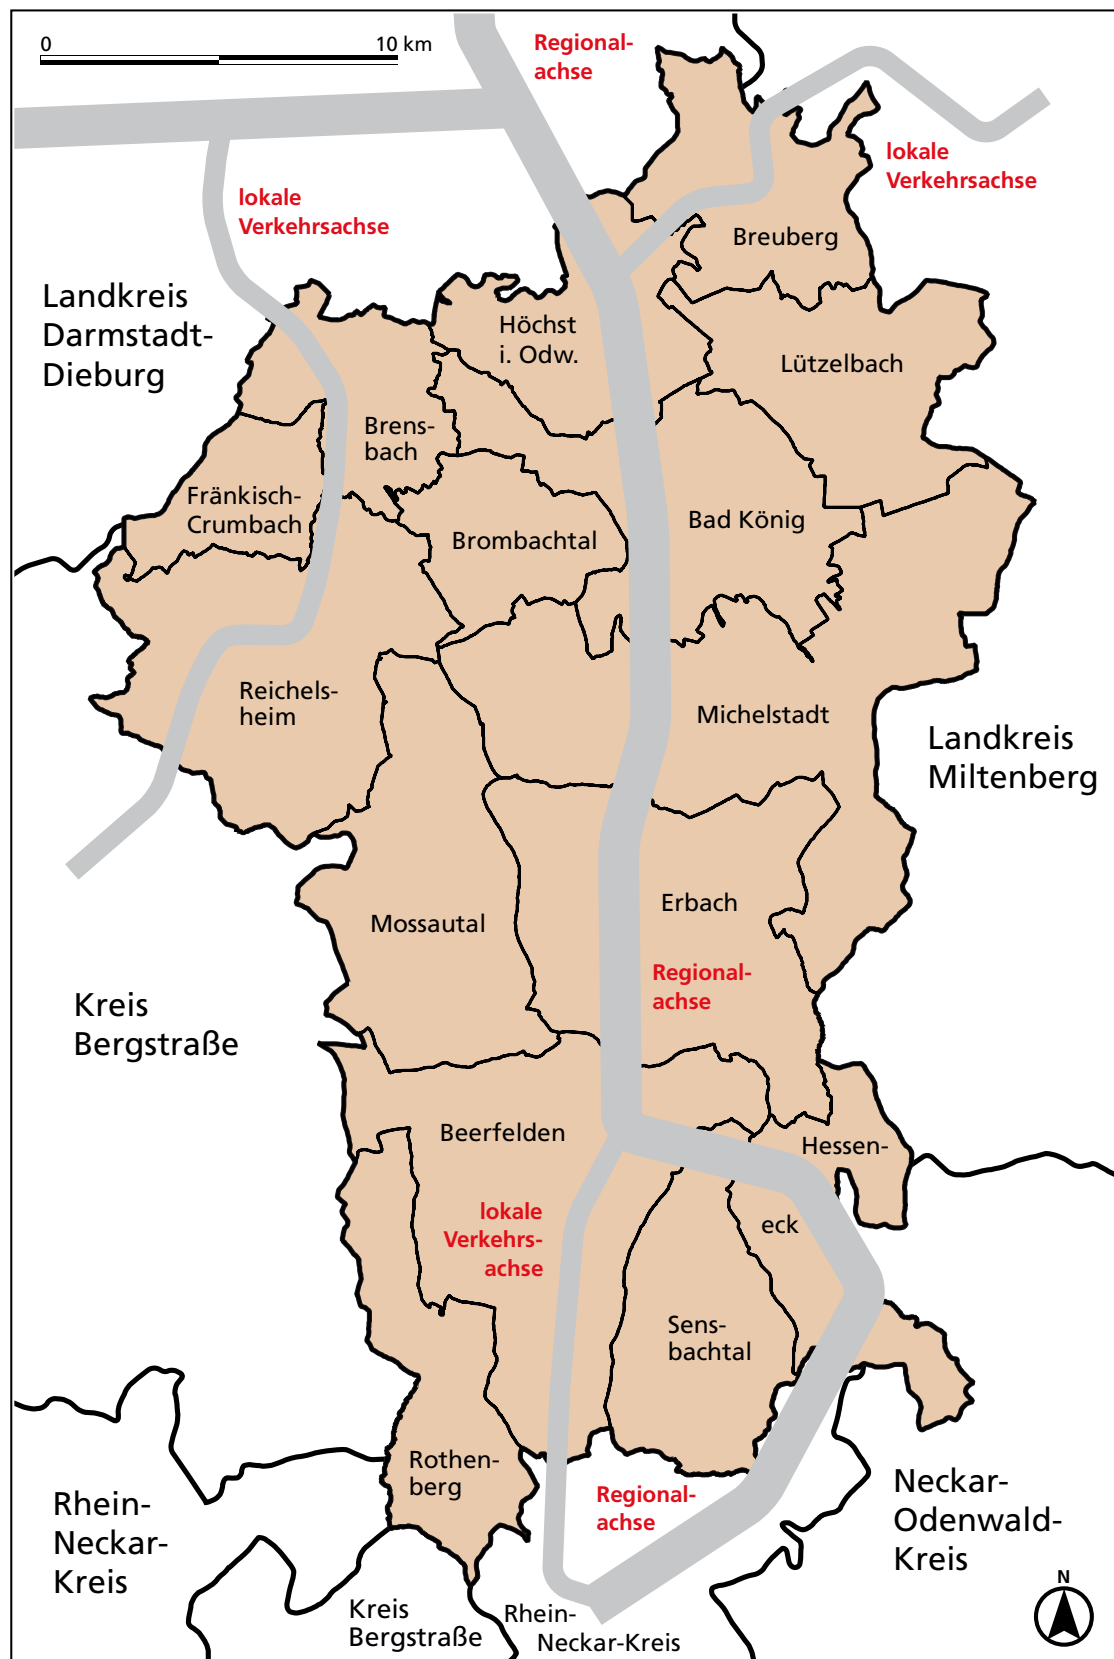 0
10 km
Regional-
achse
lokale
Verkehrsachse
lokale
Verkehrsachse
Breuberg
Landkreis
Darmstadt-
Dieburg
Höchst
i. Odw.
Lützelbach
Brens-
bach
Fränkisch-
Crumbach
Brombachtal
Bad König
Reichels-
heim
Michelstadt
Landkreis
Miltenberg
Mossautal
Erbach
Regional-
achse
Kreis
Bergstraße
Beerfelden
Hessen-
eck
lokale
Verkehrs-
achse
Sens-
bachtal
Rothen-
berg
Regional-
achse
Rhein-
Neckar-
Kreis
Neckar-
Odenwald-
Kreis
Kreis
Bergstraße
Rhein-
Neckar-Kreis
N